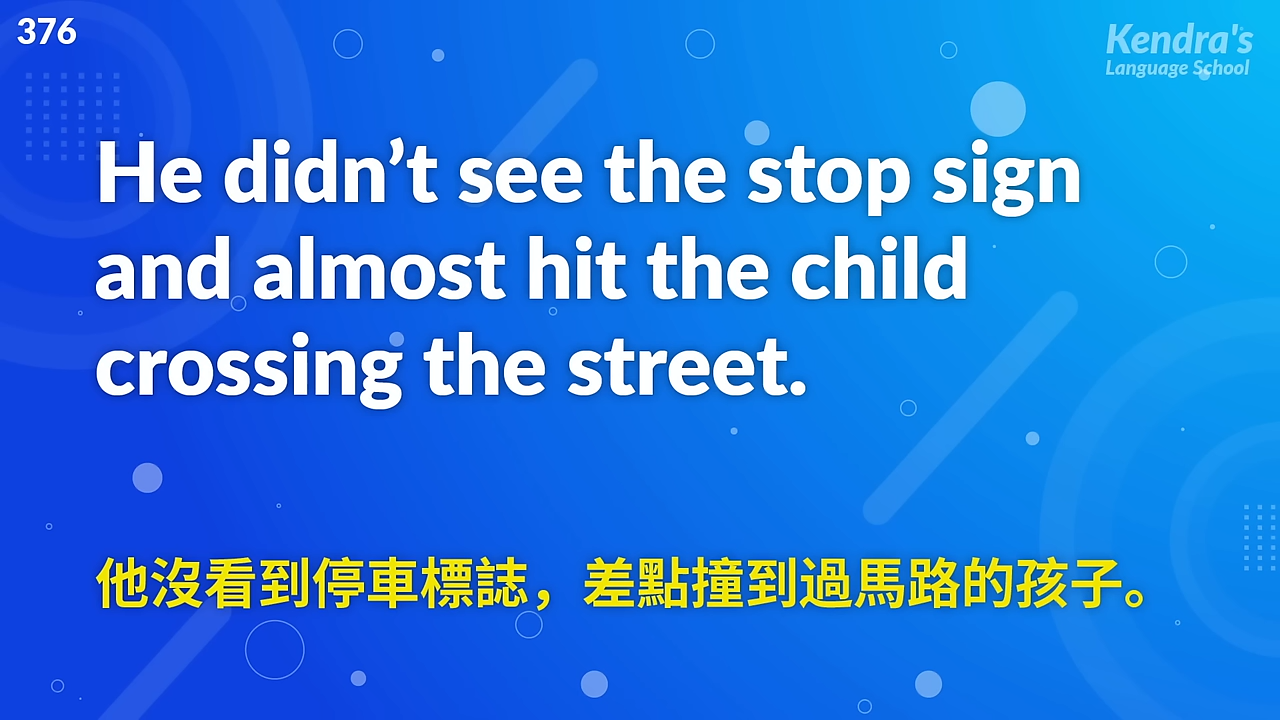 376
Kendra's
Language School
He didn’t see the stop sign
and almost hit the child
crossing the street.
他沒看到停車標誌，差點撞到過馬路的孩子。